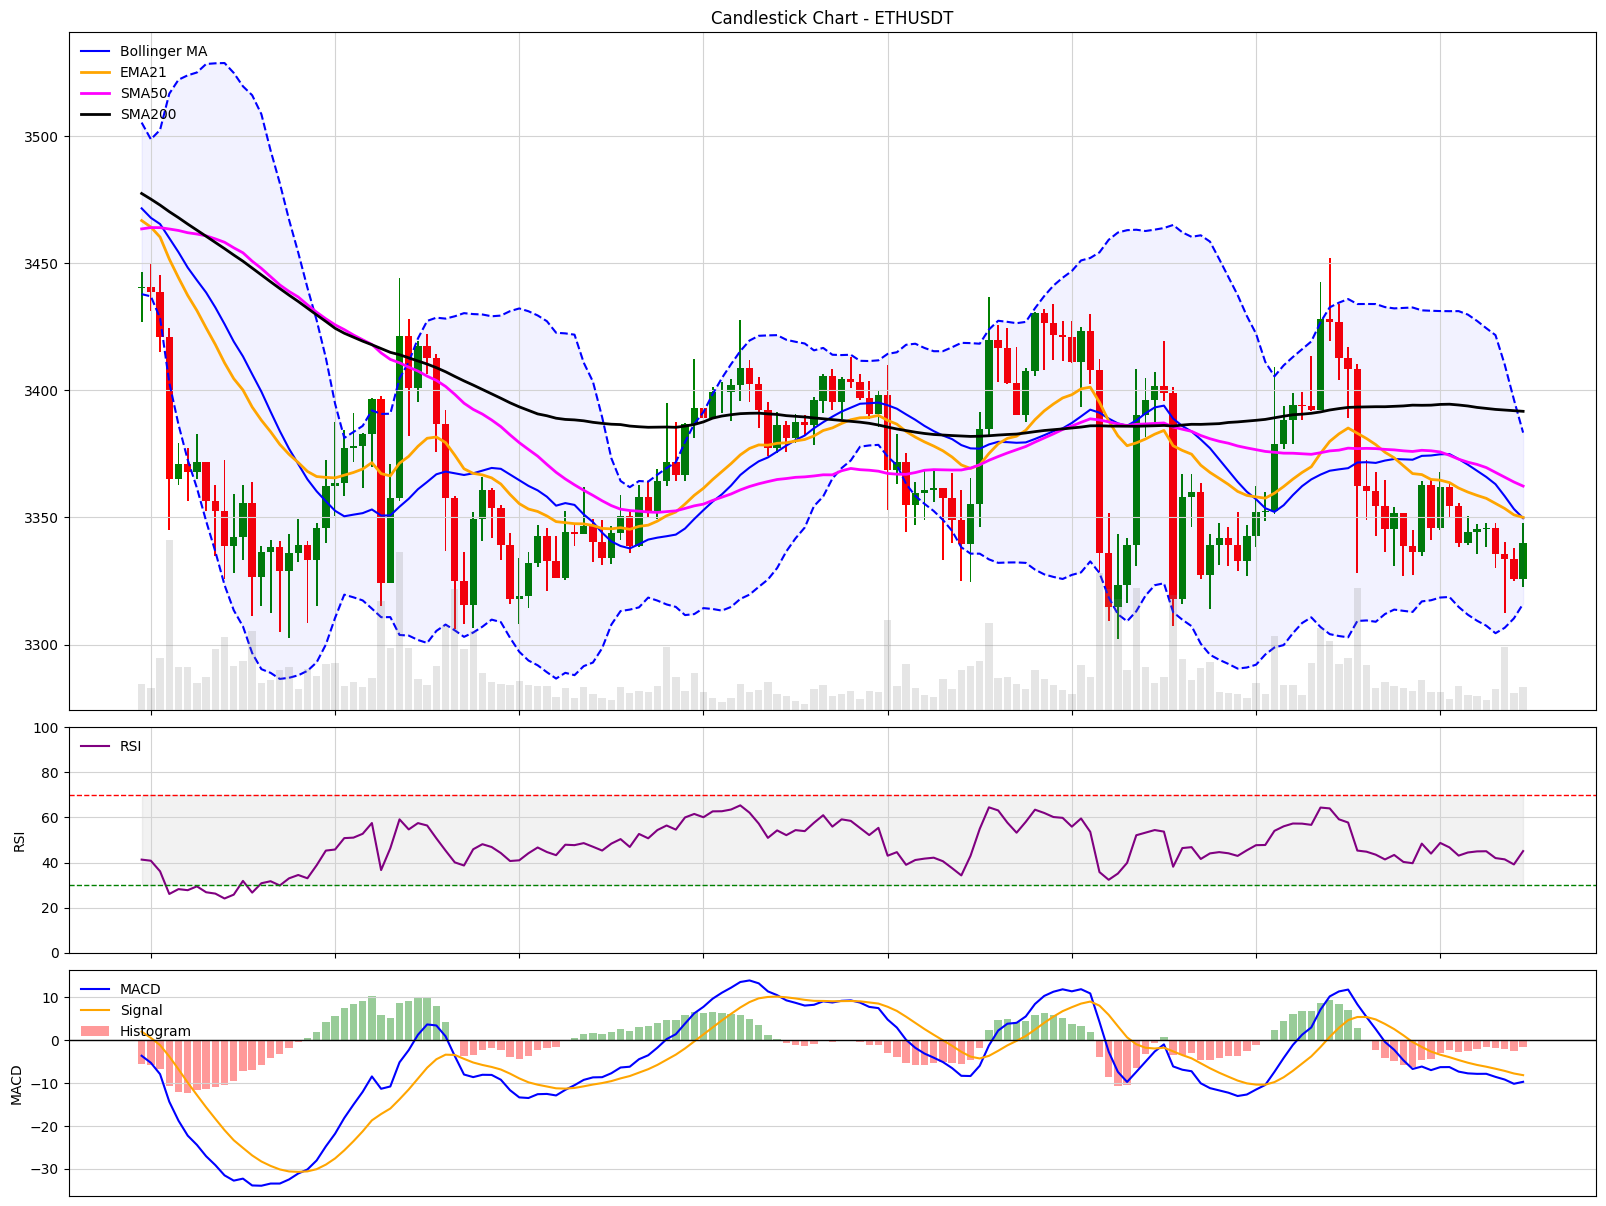 Candlestick Chart - ETHUSDT
Bollinger MA
EMA21
SMA50
SMA200
3500
3450
3400
3350
3300
RSI
100
80
60
40
20
0
RSI
MACD
Signal
Histogram
10
0
−10
−20
−30
MACD